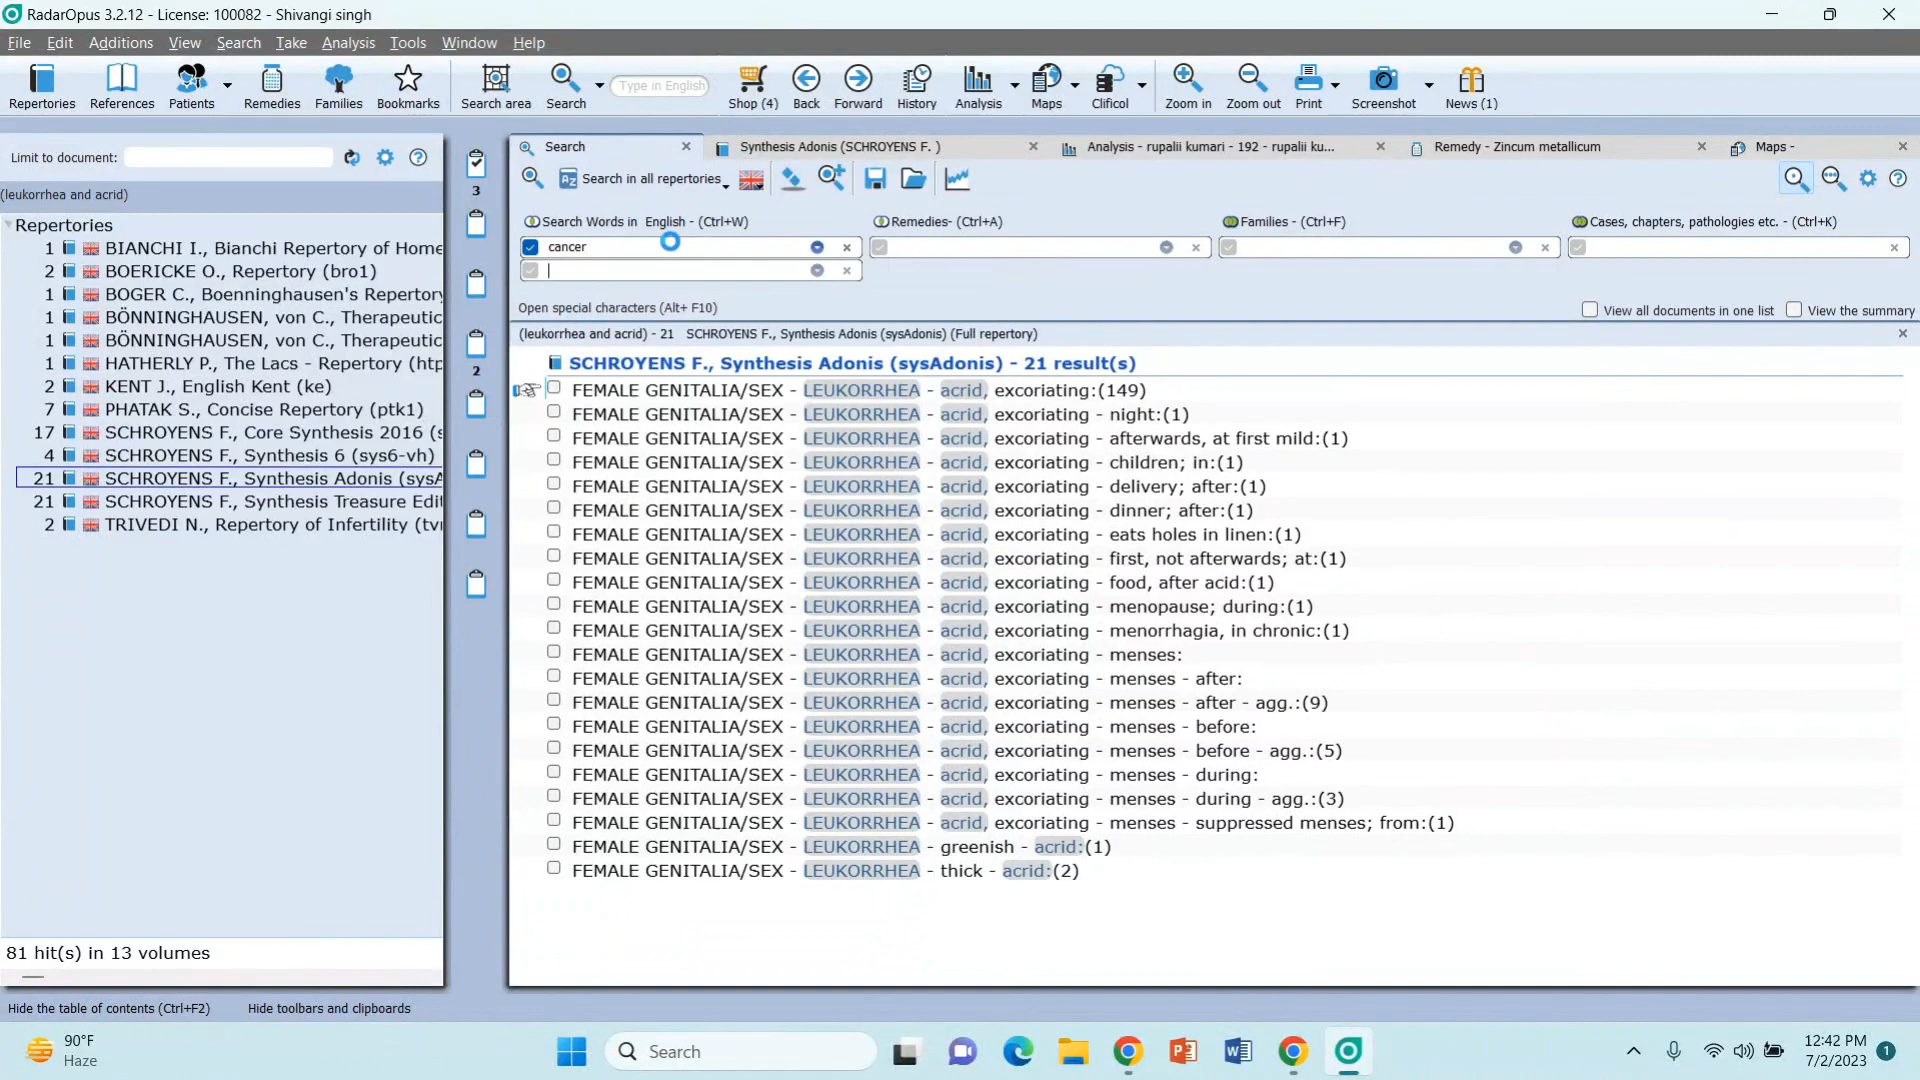 RadarOpus 3.2.12 - License: 100082 - Shivangi singh
File Edit Additions View Search Take Analysis Tools Window Help
Repertories References Patients Remedies Families Bookmarks Search area Search Type in English Shop (4) Back Forward History Analysis Maps Clificol Zoom in Zoom out Print Screenshot News (1)
Limit to document:
(leukorrhea and acrid)
Repertories
1 BIANCHI I., Bianchi Repertory of Home
2 BOERICKE O., Repertory (bro1)
1 BOGER C., Boenninghausen's Repertory
1 BÖNNINGHAUSEN, von C., Therapeutic
1 BÖNNINGHAUSEN, von C., Therapeutic
1 HATHERLY P., The Lacs - Repertory (htp
2 KENT J., English Kent (ke)
7 PHATAK S., Concise Repertory (ptk1)
17 SCHROYENS F., Core Synthesis 2016 (s
4 SCHROYENS F., Synthesis 6 (sys6-vh)
21 SCHROYENS F., Synthesis Adonis (sysA
21 SCHROYENS F., Synthesis Treasure Edit
2 TRIVEDI N., Repertory of Infertility (tvr
81 hit(s) in 13 volumes
3
2
Search Synthesis Adonis (SCHROYENS F. ) Analysis - rupalii kumari - 192 - rupalii ku... Remedy - Zincum metallicum Maps -
Search in all repertories
Search Words in English - (Ctrl+W) Remedies- (Ctrl+A) Families - (Ctrl+F) Cases, chapters, pathologies etc. - (Ctrl+K)
cancer
Open special characters (Alt+ F10) View all documents in one list View the summary
(leukorrhea and acrid) - 21 SCHROYENS F., Synthesis Adonis (sysAdonis) (Full repertory)
SCHROYENS F., Synthesis Adonis (sysAdonis) - 21 result(s)
FEMALE GENITALIA/SEX - LEUKORRHEA - acrid, excoriating:(149)
FEMALE GENITALIA/SEX - LEUKORRHEA - acrid, excoriating - night:(1)
FEMALE GENITALIA/SEX - LEUKORRHEA - acrid, excoriating - afterwards, at first mild:(1)
FEMALE GENITALIA/SEX - LEUKORRHEA - acrid, excoriating - children; in:(1)
FEMALE GENITALIA/SEX - LEUKORRHEA - acrid, excoriating - delivery; after:(1)
FEMALE GENITALIA/SEX - LEUKORRHEA - acrid, excoriating - dinner; after:(1)
FEMALE GENITALIA/SEX - LEUKORRHEA - acrid, excoriating - eats holes in linen:(1)
FEMALE GENITALIA/SEX - LEUKORRHEA - acrid, excoriating - first, not afterwards; at:(1)
FEMALE GENITALIA/SEX - LEUKORRHEA - acrid, excoriating - food, after acid:(1)
FEMALE GENITALIA/SEX - LEUKORRHEA - acrid, excoriating - menopause; during:(1)
FEMALE GENITALIA/SEX - LEUKORRHEA - acrid, excoriating - menorrhagia, in chronic:(1)
FEMALE GENITALIA/SEX - LEUKORRHEA - acrid, excoriating - menses:
FEMALE GENITALIA/SEX - LEUKORRHEA - acrid, excoriating - menses - after:
FEMALE GENITALIA/SEX - LEUKORRHEA - acrid, excoriating - menses - after - agg.:(9)
FEMALE GENITALIA/SEX - LEUKORRHEA - acrid, excoriating - menses - before:
FEMALE GENITALIA/SEX - LEUKORRHEA - acrid, excoriating - menses - before - agg.:(5)
FEMALE GENITALIA/SEX - LEUKORRHEA - acrid, excoriating - menses - during:
FEMALE GENITALIA/SEX - LEUKORRHEA - acrid, excoriating - menses - during - agg.:(3)
FEMALE GENITALIA/SEX - LEUKORRHEA - acrid, excoriating - menses - suppressed menses; from:(1)
FEMALE GENITALIA/SEX - LEUKORRHEA - greenish - acrid:(1)
FEMALE GENITALIA/SEX - LEUKORRHEA - thick - acrid:(2)
Hide the table of contents (Ctrl+F2) Hide toolbars and clipboards
90°F
Haze
Search
12:42 PM
7/2/2023
1